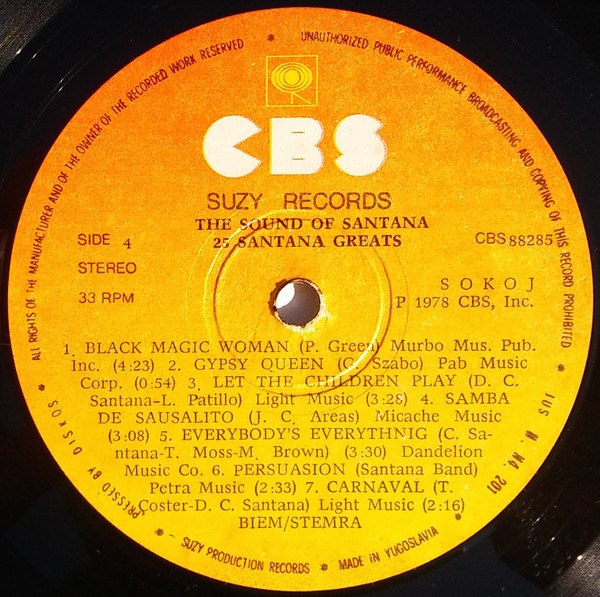 ALL RIGHTS OF THE MANUFACTURER AND OF THE OWNER OF THE RECORDED WORK RESERVED * UNAUTHORIZED PUBLIC PERFORMANCE BROADCASTING AND COPYING OF THIS RECORD PROHIBITED
CBS
SUZY RECORDS
THE SOUND OF SANTANA
25 SANTANA GREATS
SIDE 4
CBS 88285
STEREO
33 RPM
SOKOJ
P 1978 CBS, Inc.
1. BLACK MAGIC WOMAN (P. Green) Murbo Mus. Pub.
Inc. (4:23) 2. GYPSY QUEEN (C. Szabo) Pab Music
Corp. (0:54) 3. LET THE CHILDREN PLAY (D. C.
Santana-L. Patillo) Light Music (3:28) 4. SAMBA
DE SAUSALITO (J. C. Areas) Micache Music
(3:08) 5. EVERYBODY'S EVERYTHNIG (C. Sa-
ntana-T. Moss-M. Brown) (3:30) Dandelion
Music Co. 6. PERSUASION (Santana Band)
Petra Music (2:33) 7. CARNAVAL (T.
Coster-D. C. Santana) Light Music (2:16)
BIEM/STEMRA
* PRESSED BY DISKOS *
* SUZY PRODUCTION RECORDS * MADE IN YUGOSLAVIA *
* JUS N. N4. 201